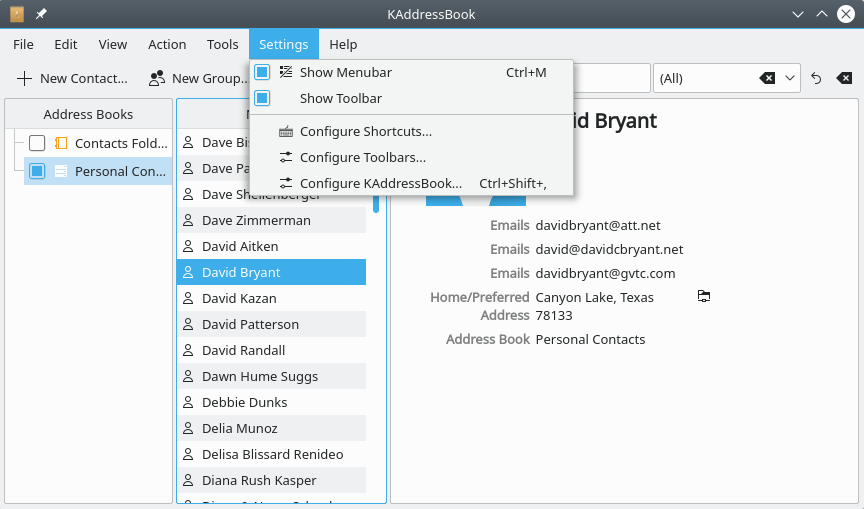 KAddressBook
File Edit View Action Tools Settings Help
New Contact... New Group... (All)
Show Menubar Ctrl+M
Show Toolbar
Configure Shortcuts...
Configure Toolbars...
Configure KAddressBook... Ctrl+Shift+,
Address Books
Contacts Fold...
Personal Con...
Dave Bis
Dave Pa
Dave Shellenberger
Dave Zimmerman
David Aitken
David Bryant
David Kazan
David Patterson
David Randall
Dawn Hume Suggs
Debbie Dunks
Delia Munoz
Delisa Blissard Renideo
Diana Rush Kasper
id Bryant
Emails davidbryant@att.net
Emails david@davidcbryant.net
Emails davidbryant@gvtc.com
Home/Preferred Canyon Lake, Texas
Address 78133
Address Book Personal Contacts